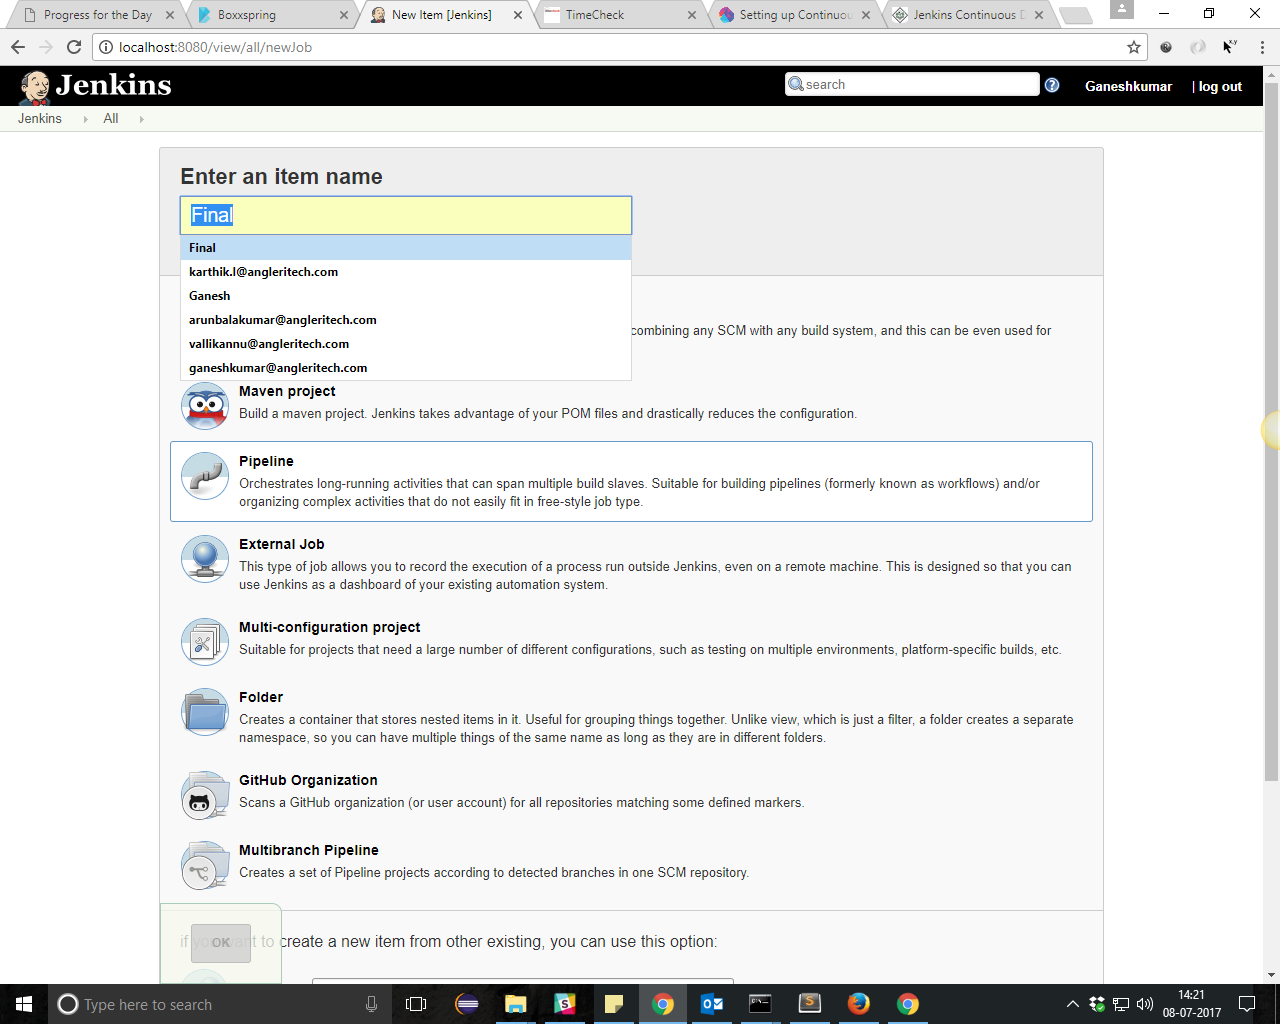 Progress for the Day
Boxxspring
New Item [Jenkins]
TimeCheck
Setting up Continuou
Jenkins Continuous D
localhost:8080/view/all/newJob
Jenkins
search
Ganeshkumar
| log out
Jenkins
All
Enter an item name
Final
Final
karthik.l@angleritech.com
Ganesh
arunbalakumar@angleritech.com
vallikannu@angleritech.com
ganeshkumar@angleritech.com
combining any SCM with any build system, and this can be even used for
Maven project
Build a maven project. Jenkins takes advantage of your POM files and drastically reduces the configuration.
Pipeline
Orchestrates long-running activities that can span multiple build slaves. Suitable for building pipelines (formerly known as workflows) and/or
organizing complex activities that do not easily fit in free-style job type.
External Job
This type of job allows you to record the execution of a process run outside Jenkins, even on a remote machine. This is designed so that you can
use Jenkins as a dashboard of your existing automation system.
Multi-configuration project
Suitable for projects that need a large number of different configurations, such as testing on multiple environments, platform-specific builds, etc.
Folder
Creates a container that stores nested items in it. Useful for grouping things together. Unlike view, which is just a filter, a folder creates a separate
namespace, so you can have multiple things of the same name as long as they are in different folders.
GitHub Organization
Scans a GitHub organization (or user account) for all repositories matching some defined markers.
Multibranch Pipeline
Creates a set of Pipeline projects according to detected branches in one SCM repository.
if you want to create a new item from other existing, you can use this option:
OK
Type here to search
14:21
08-07-2017